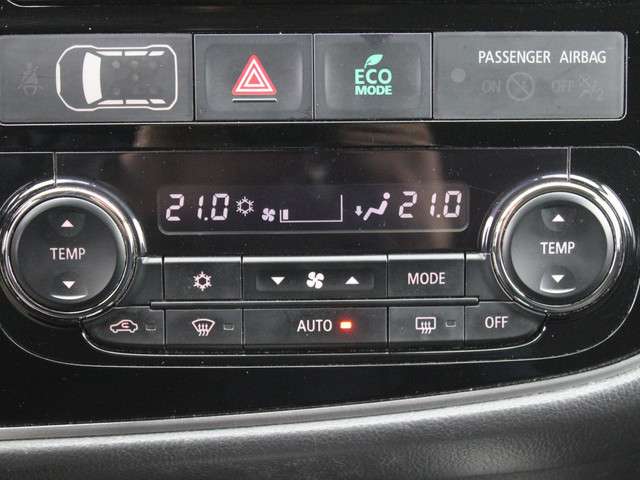 ECO
MODE
PASSENGER AIRBAG
ON OFF
21.0 21.0
TEMP
TEMP
MODE
AUTO
OFF